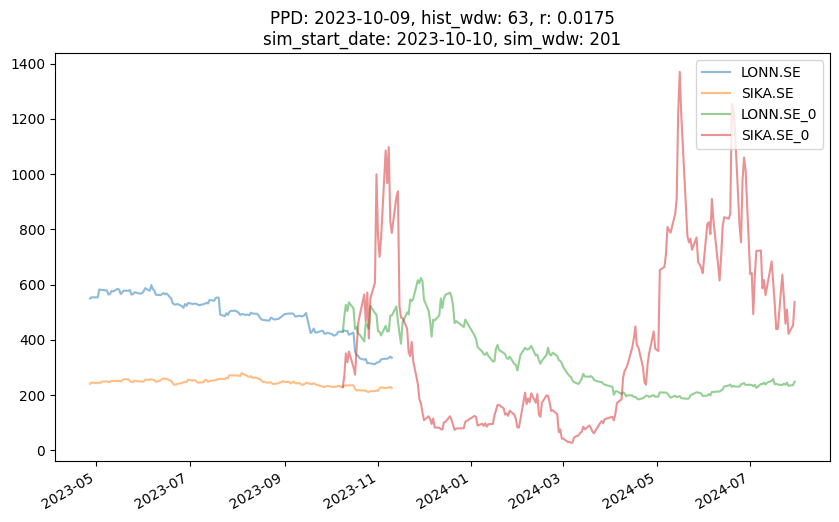 PPD: 2023-10-09, hist_wdw: 63, r: 0.0175
sim_start_date: 2023-10-10, sim_wdw: 201
1400
1200
1000
800
600
400
200
0
LONN.SE
SIKA.SE
LONN.SE_0
SIKA.SE_0
2023-05
2023-07
2023-09
2023-11
2024-01
2024-03
2024-05
2024-07